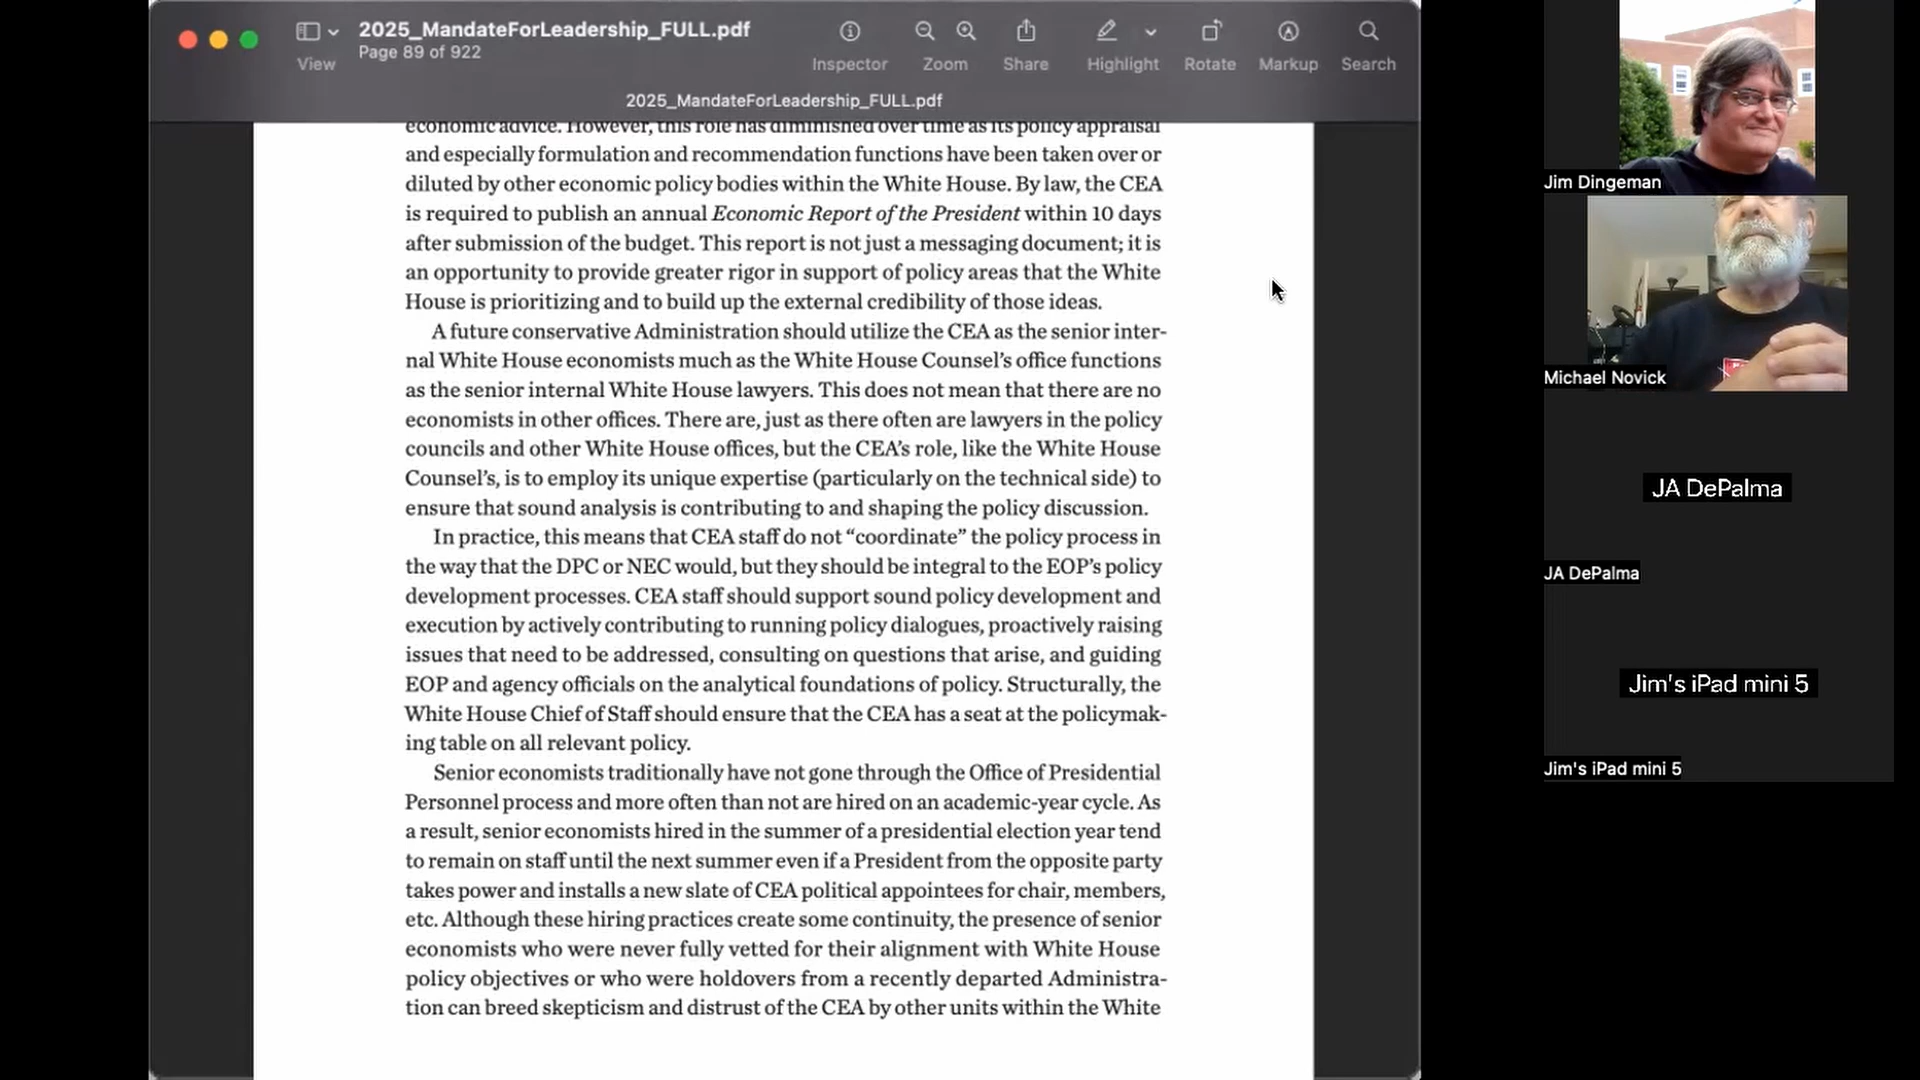 2025_MandateForLeadership_FULL.pdf
Page 89 of 922
View
Inspector
Zoom
Share
Highlight
Rotate
Markup
Search
2025_MandateForLeadership_FULL.pdf
economic advice. However, this role has diminished over time as its policy appraisal
and especially formulation and recommendation functions have been taken over or
diluted by other economic policy bodies within the White House. By law, the CEA
is required to publish an annual Economic Report of the President within 10 days
after submission of the budget. This report is not just a messaging document; it is
an opportunity to provide greater rigor in support of policy areas that the White
House is prioritizing and to build up the external credibility of those ideas.
A future conservative Administration should utilize the CEA as the senior inter-
nal White House economists much as the White House Counsel's office functions
as the senior internal White House lawyers. This does not mean that there are no
economists in other offices. There are, just as there often are lawyers in the policy
councils and other White House offices, but the CEA's role, like the White House
Counsel's, is to employ its unique expertise (particularly on the technical side) to
ensure that sound analysis is contributing to and shaping the policy discussion.
In practice, this means that CEA staff do not “coordinate” the policy process in
the way that the DPC or NEC would, but they should be integral to the EOP's policy
development processes. CEA staff should support sound policy development and
execution by actively contributing to running policy dialogues, proactively raising
issues that need to be addressed, consulting on questions that arise, and guiding
EOP and agency officials on the analytical foundations of policy. Structurally, the
White House Chief of Staff should ensure that the CEA has a seat at the policymak-
ing table on all relevant policy.
Senior economists traditionally have not gone through the Office of Presidential
Personnel process and more often than not are hired on an academic-year cycle. As
a result, senior economists hired in the summer of a presidential election year tend
to remain on staff until the next summer even if a President from the opposite party
takes power and installs a new slate of CEA political appointees for chair, members,
etc. Although these hiring practices create some continuity, the presence of senior
economists who were never fully vetted for their alignment with White House
policy objectives or who were holdovers from a recently departed Administra-
tion can breed skepticism and distrust of the CEA by other units within the White
Jim Dingeman
Michael Novick
JA DePalma
JA DePalma
Jim's iPad mini 5
Jim's iPad mini 5